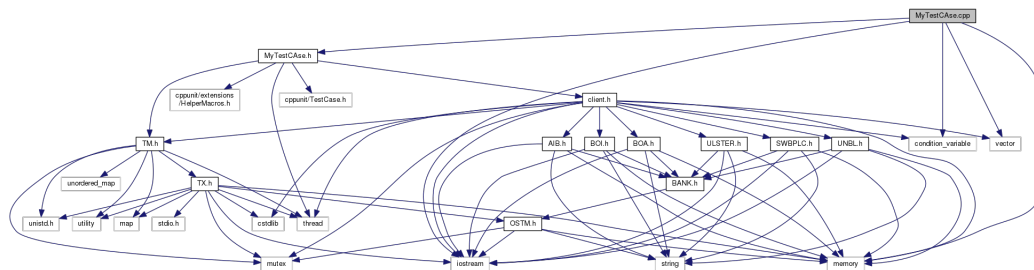 MyTestCAse.cpp
MyTestCAse.h
cppunit/extensions
/HelperMacros.h
cppunit/TestCase.h
client.h
TM.h
AIB.h
BOI.h
BOA.h
ULSTER.h
SWBPLC.h
UNBL.h
condition_variable
vector
unordered_map
TX.h
BANK.h
unistd.h
utility
map
stdio.h
cstdlib
thread
OSTM.h
mutex
iostream
string
memory